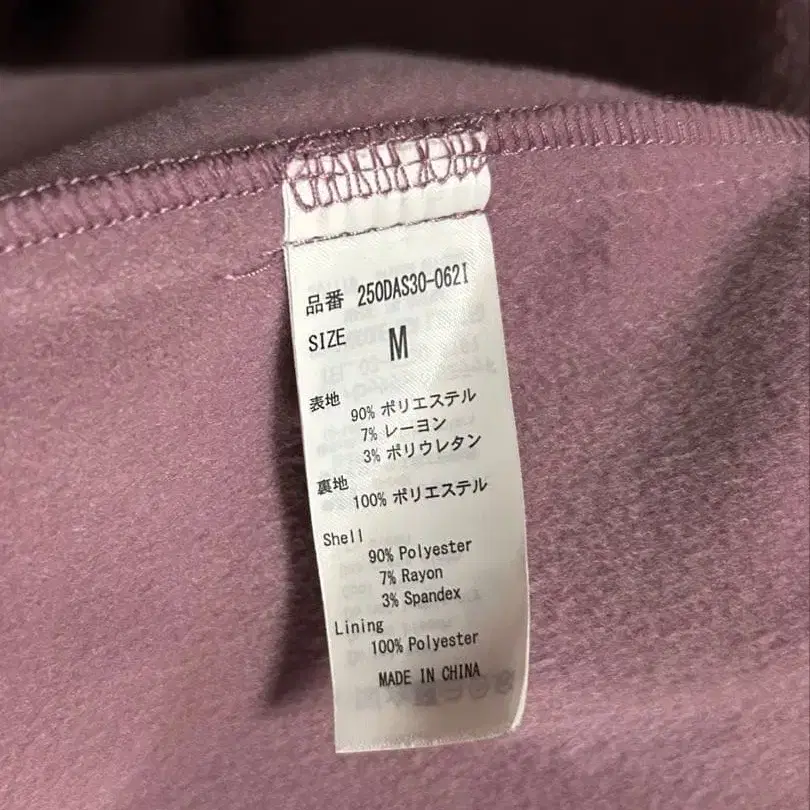 品番 250DAS30-062I
SIZE M
表地
90% ポリエステル
7% レーヨン
3% ポリウレタン
裏地
100% ポリエステル
Shell
90% Polyester
7% Rayon
3% Spandex
Lining
100% Polyester
MADE IN CHINA